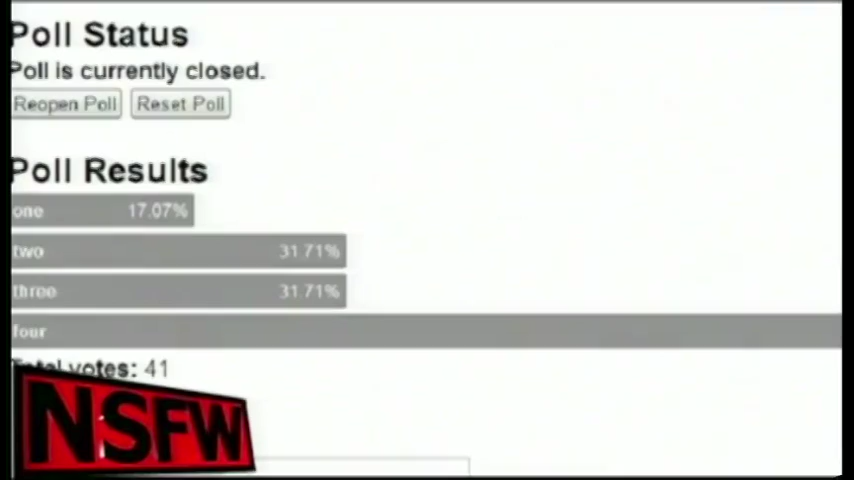 Poll Status
Poll is currently closed.
Reopen Poll Reset Poll
Poll Results
one 17.07%
two 31.71%
three 31.71%
four
Total votes: 41
NSFW